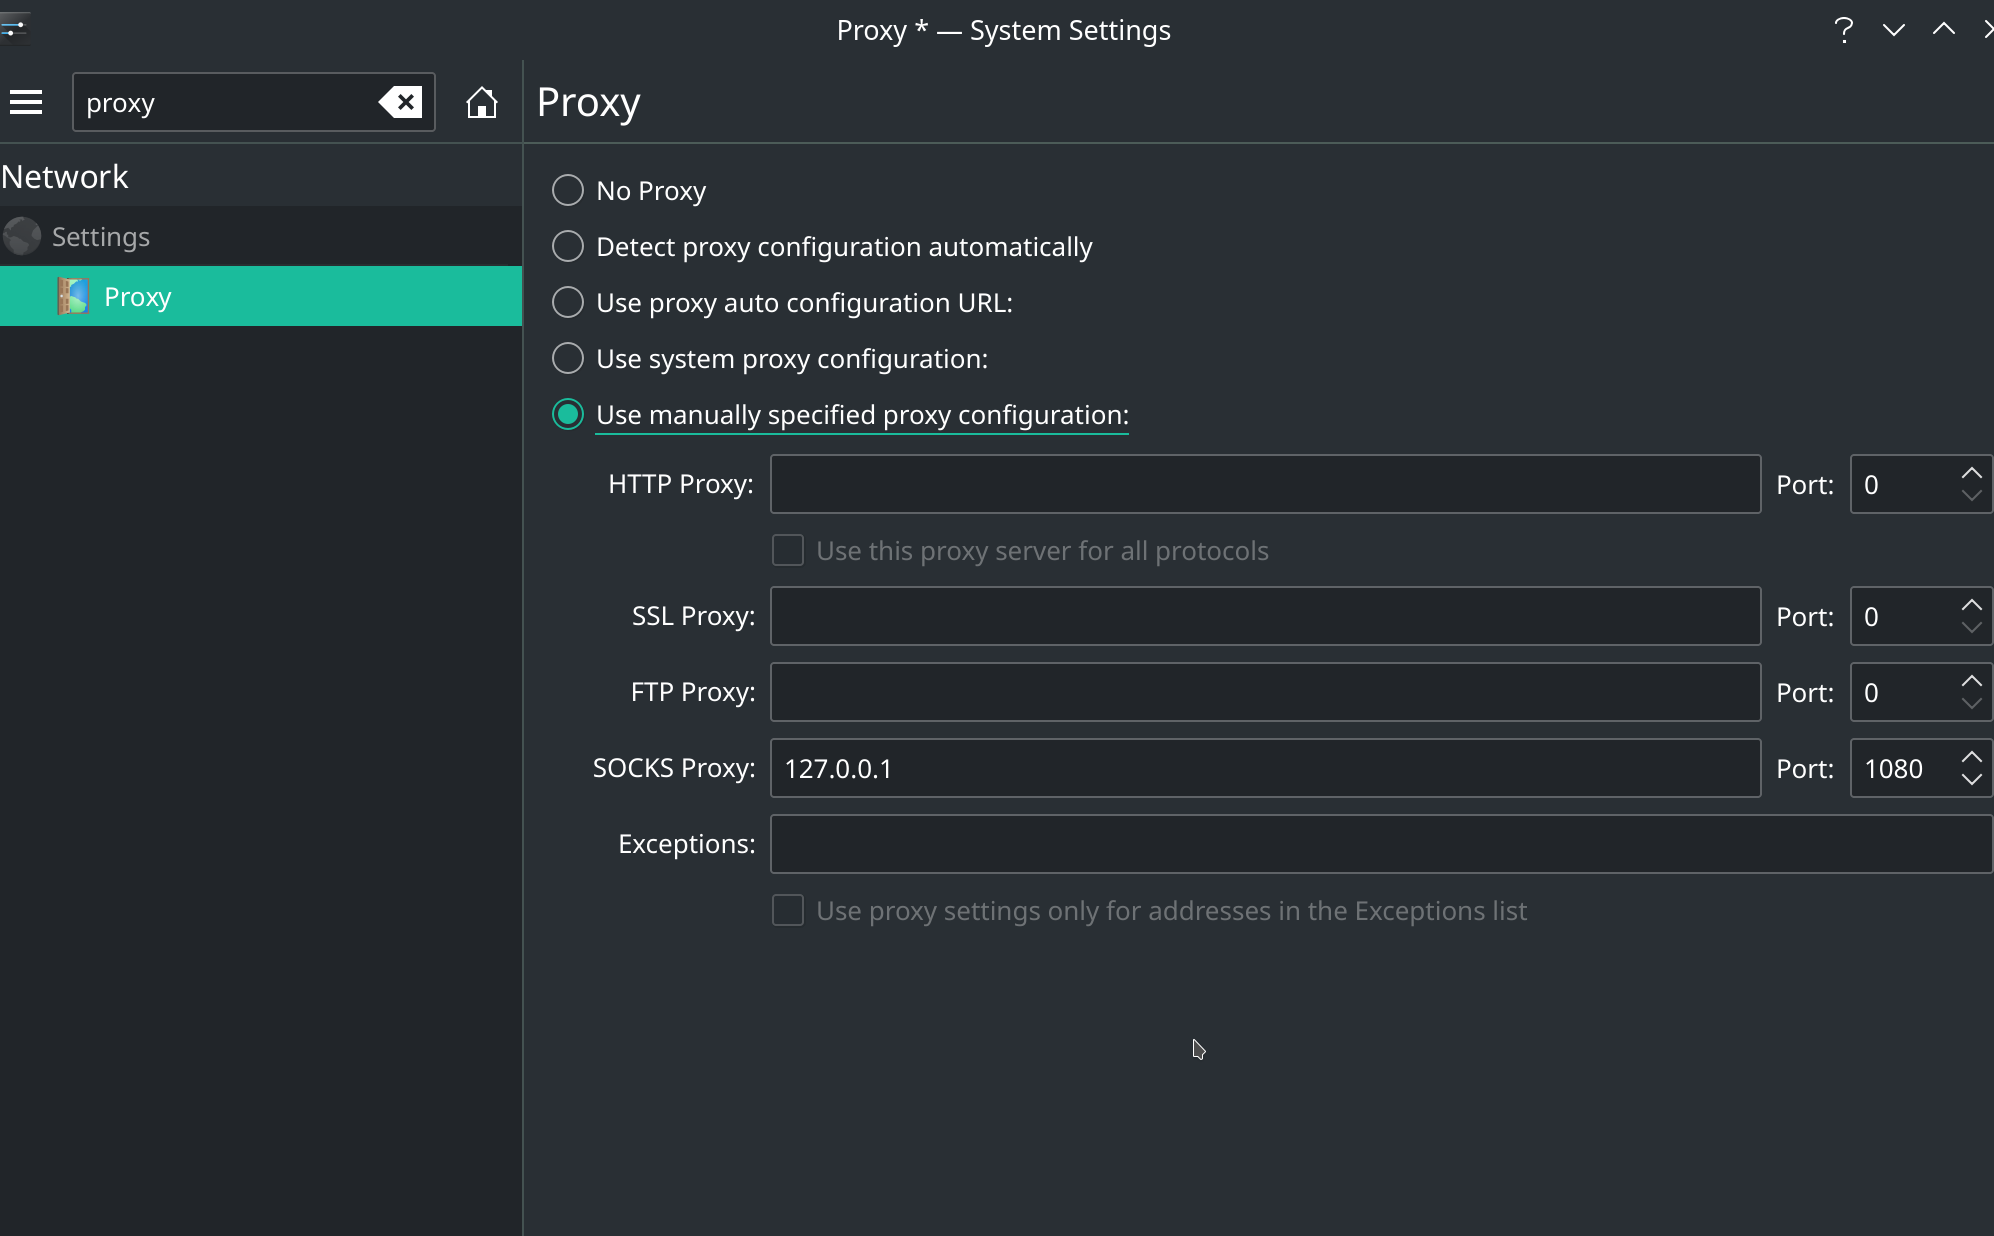 Proxy * — System Settings
proxy
Proxy
Network
Settings
Proxy
No Proxy
Detect proxy configuration automatically
Use proxy auto configuration URL:
Use system proxy configuration:
Use manually specified proxy configuration:
HTTP Proxy: Port: 0
Use this proxy server for all protocols
SSL Proxy: Port: 0
FTP Proxy: Port: 0
SOCKS Proxy: 127.0.0.1 Port: 1080
Exceptions:
Use proxy settings only for addresses in the Exceptions list